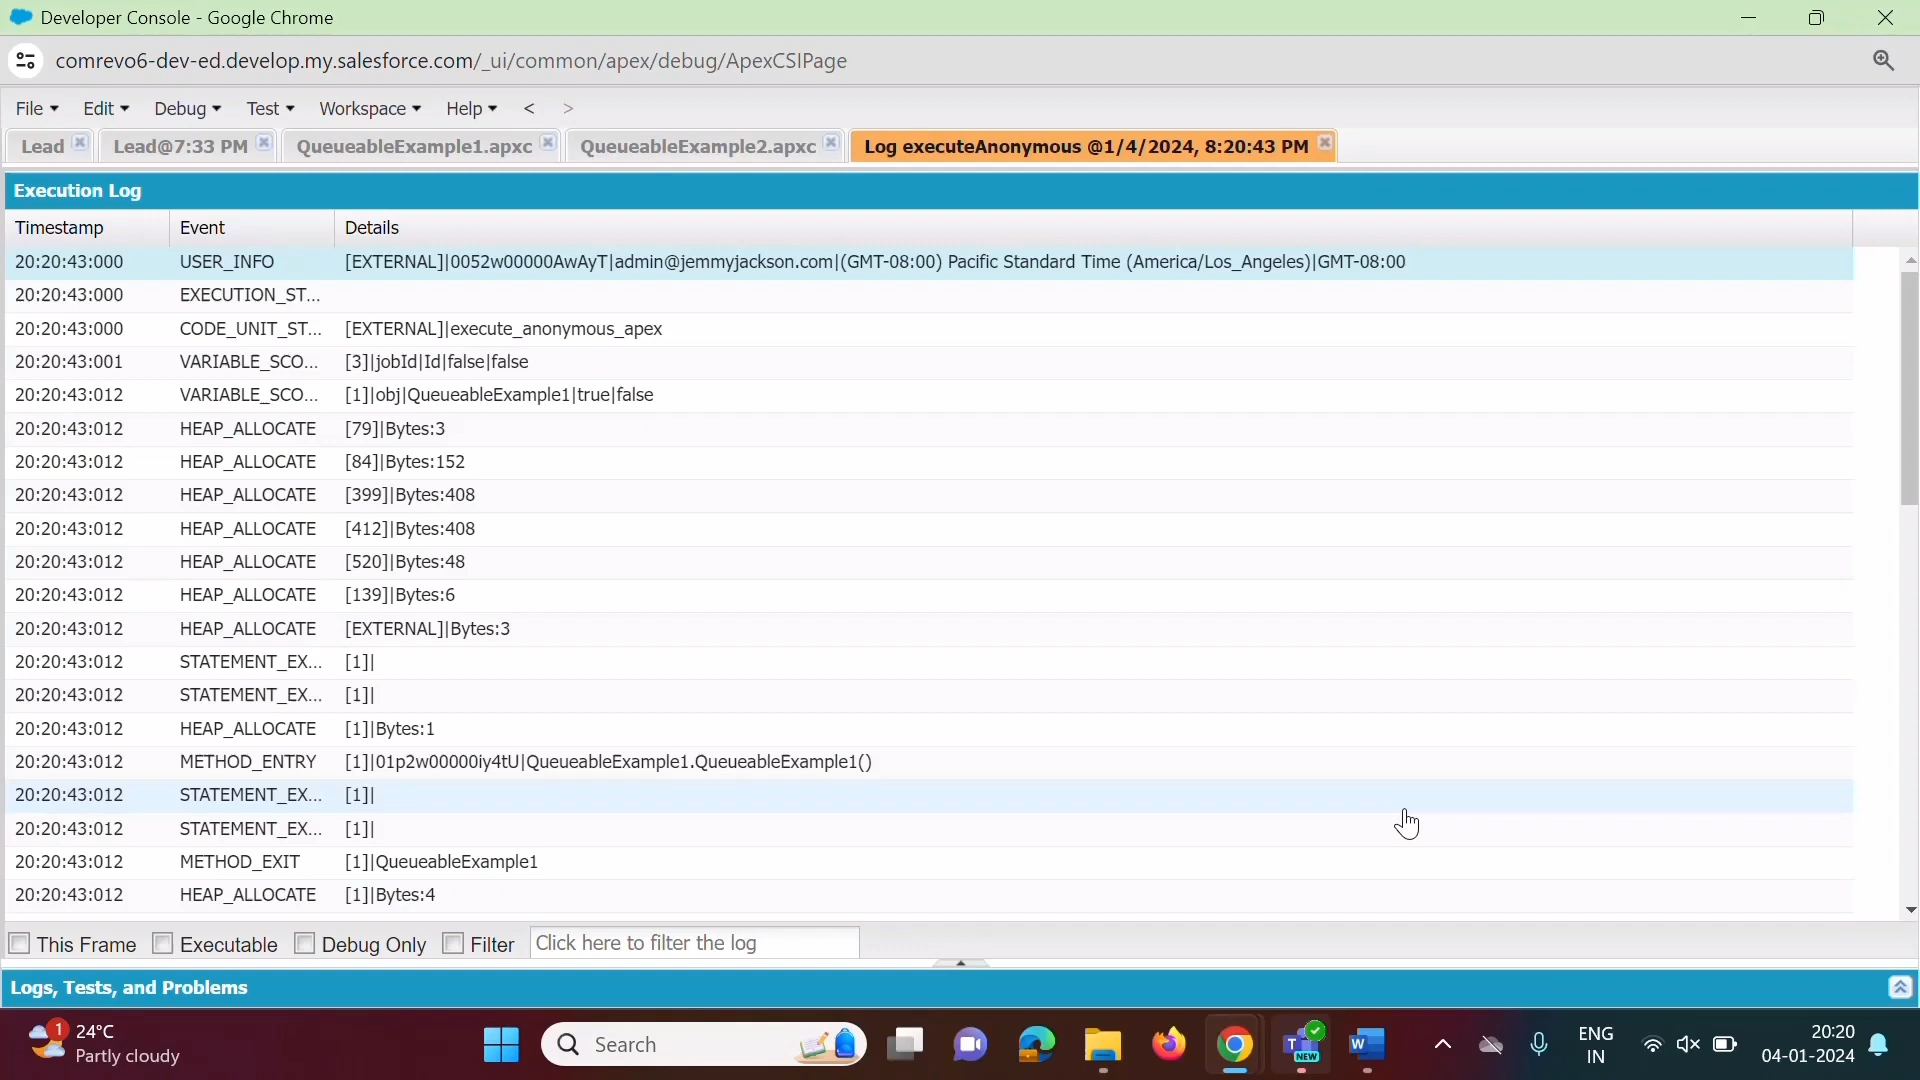 Developer Console - Google Chrome
comrevo6-dev-ed.develop.my.salesforce.com/_ui/common/apex/debug/ApexCSIPage
File Edit Debug Test Workspace Help < >
Lead Lead@7:33 PM QueueableExample1.apxc QueueableExample2.apxc Log executeAnonymous @1/4/2024, 8:20:43 PM
Execution Log
Timestamp Event Details
20:20:43:000 USER_INFO [EXTERNAL]|0052w00000AwAyT|admin@jemmyjackson.com|(GMT-08:00) Pacific Standard Time (America/Los_Angeles)|GMT-08:00
20:20:43:000 EXECUTION_ST...
20:20:43:000 CODE_UNIT_ST... [EXTERNAL]|execute_anonymous_apex
20:20:43:001 VARIABLE_SCO... [3]|jobId|Id|false|false
20:20:43:012 VARIABLE_SCO... [1]|obj|QueueableExample1|true|false
20:20:43:012 HEAP_ALLOCATE [79]|Bytes:3
20:20:43:012 HEAP_ALLOCATE [84]|Bytes:152
20:20:43:012 HEAP_ALLOCATE [399]|Bytes:408
20:20:43:012 HEAP_ALLOCATE [412]|Bytes:408
20:20:43:012 HEAP_ALLOCATE [520]|Bytes:48
20:20:43:012 HEAP_ALLOCATE [139]|Bytes:6
20:20:43:012 HEAP_ALLOCATE [EXTERNAL]|Bytes:3
20:20:43:012 STATEMENT_EX... [1]|
20:20:43:012 STATEMENT_EX... [1]|
20:20:43:012 HEAP_ALLOCATE [1]|Bytes:1
20:20:43:012 METHOD_ENTRY [1]|01p2w00000iy4tU|QueueableExample1.QueueableExample1()
20:20:43:012 STATEMENT_EX... [1]|
20:20:43:012 STATEMENT_EX... [1]|
20:20:43:012 METHOD_EXIT [1]|QueueableExample1
20:20:43:012 HEAP_ALLOCATE [1]|Bytes:4
This Frame Executable Debug Only Filter Click here to filter the log
Logs, Tests, and Problems
1 24°C
Partly cloudy
Search
NEW
ENG
IN
20:20
04-01-2024